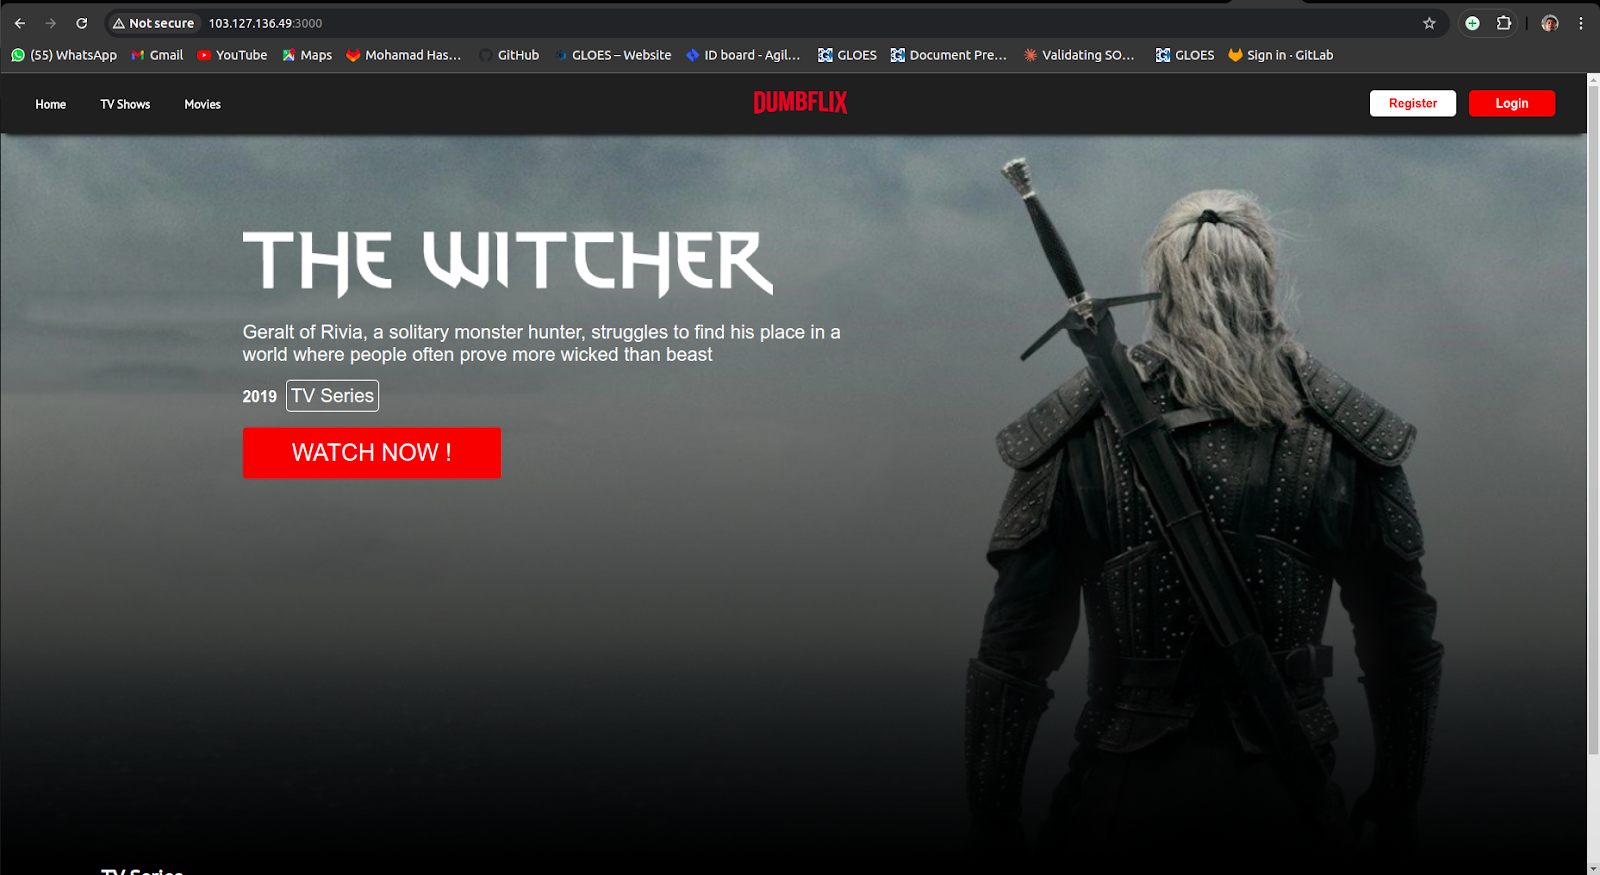 Not secure 103.127.136.49:3000
(55) WhatsApp Gmail YouTube Maps Mohamad Has... GitHub GLOES – Website ID board - Agil... GLOES Document Pre... Validating SO... GLOES Sign in · GitLab
Home TV Shows Movies DUMBFLIX Register Login
THE WITCHER
Geralt of Rivia, a solitary monster hunter, struggles to find his place in a
world where people often prove more wicked than beast
2019 TV Series
WATCH NOW !
TV Series